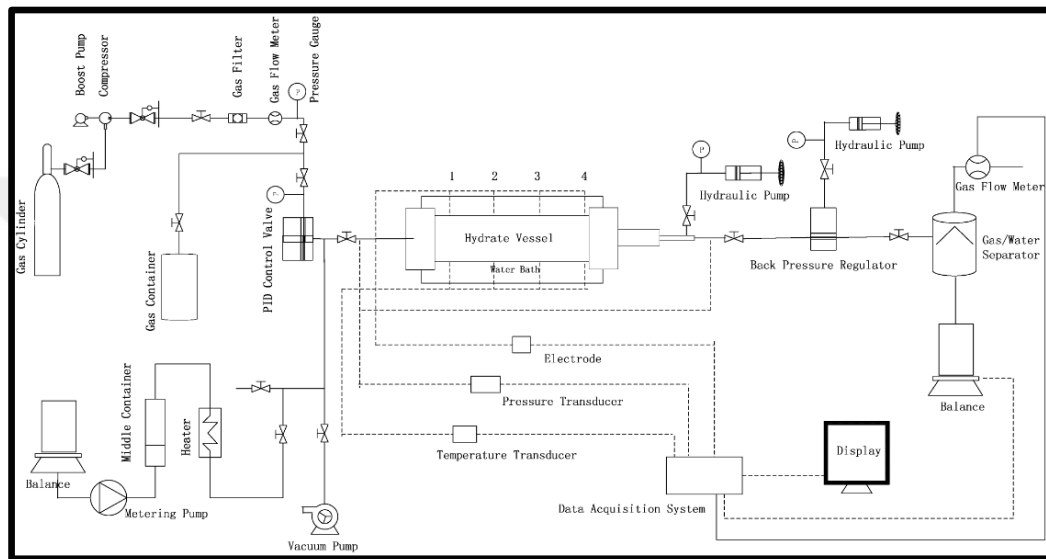 Boost Pump
Compressor
Gas Filter
Gas Flow Meter
Pressure Gauge
Gas Cylinder
Gas Container
PID Control Valve
P
P
1 2 3 4
Hydrate Vessel
Water Bath
P
Hydraulic Pump
P
Hydraulic Pump
Back Pressure Regulator
Gas Flow Meter
Gas/Water
Separator
Balance
Electrode
Pressure Transducer
Temperature Transducer
Data Acquisition System
Display
Middle Container
Heater
Balance
Metering Pump
Vacuum Pump